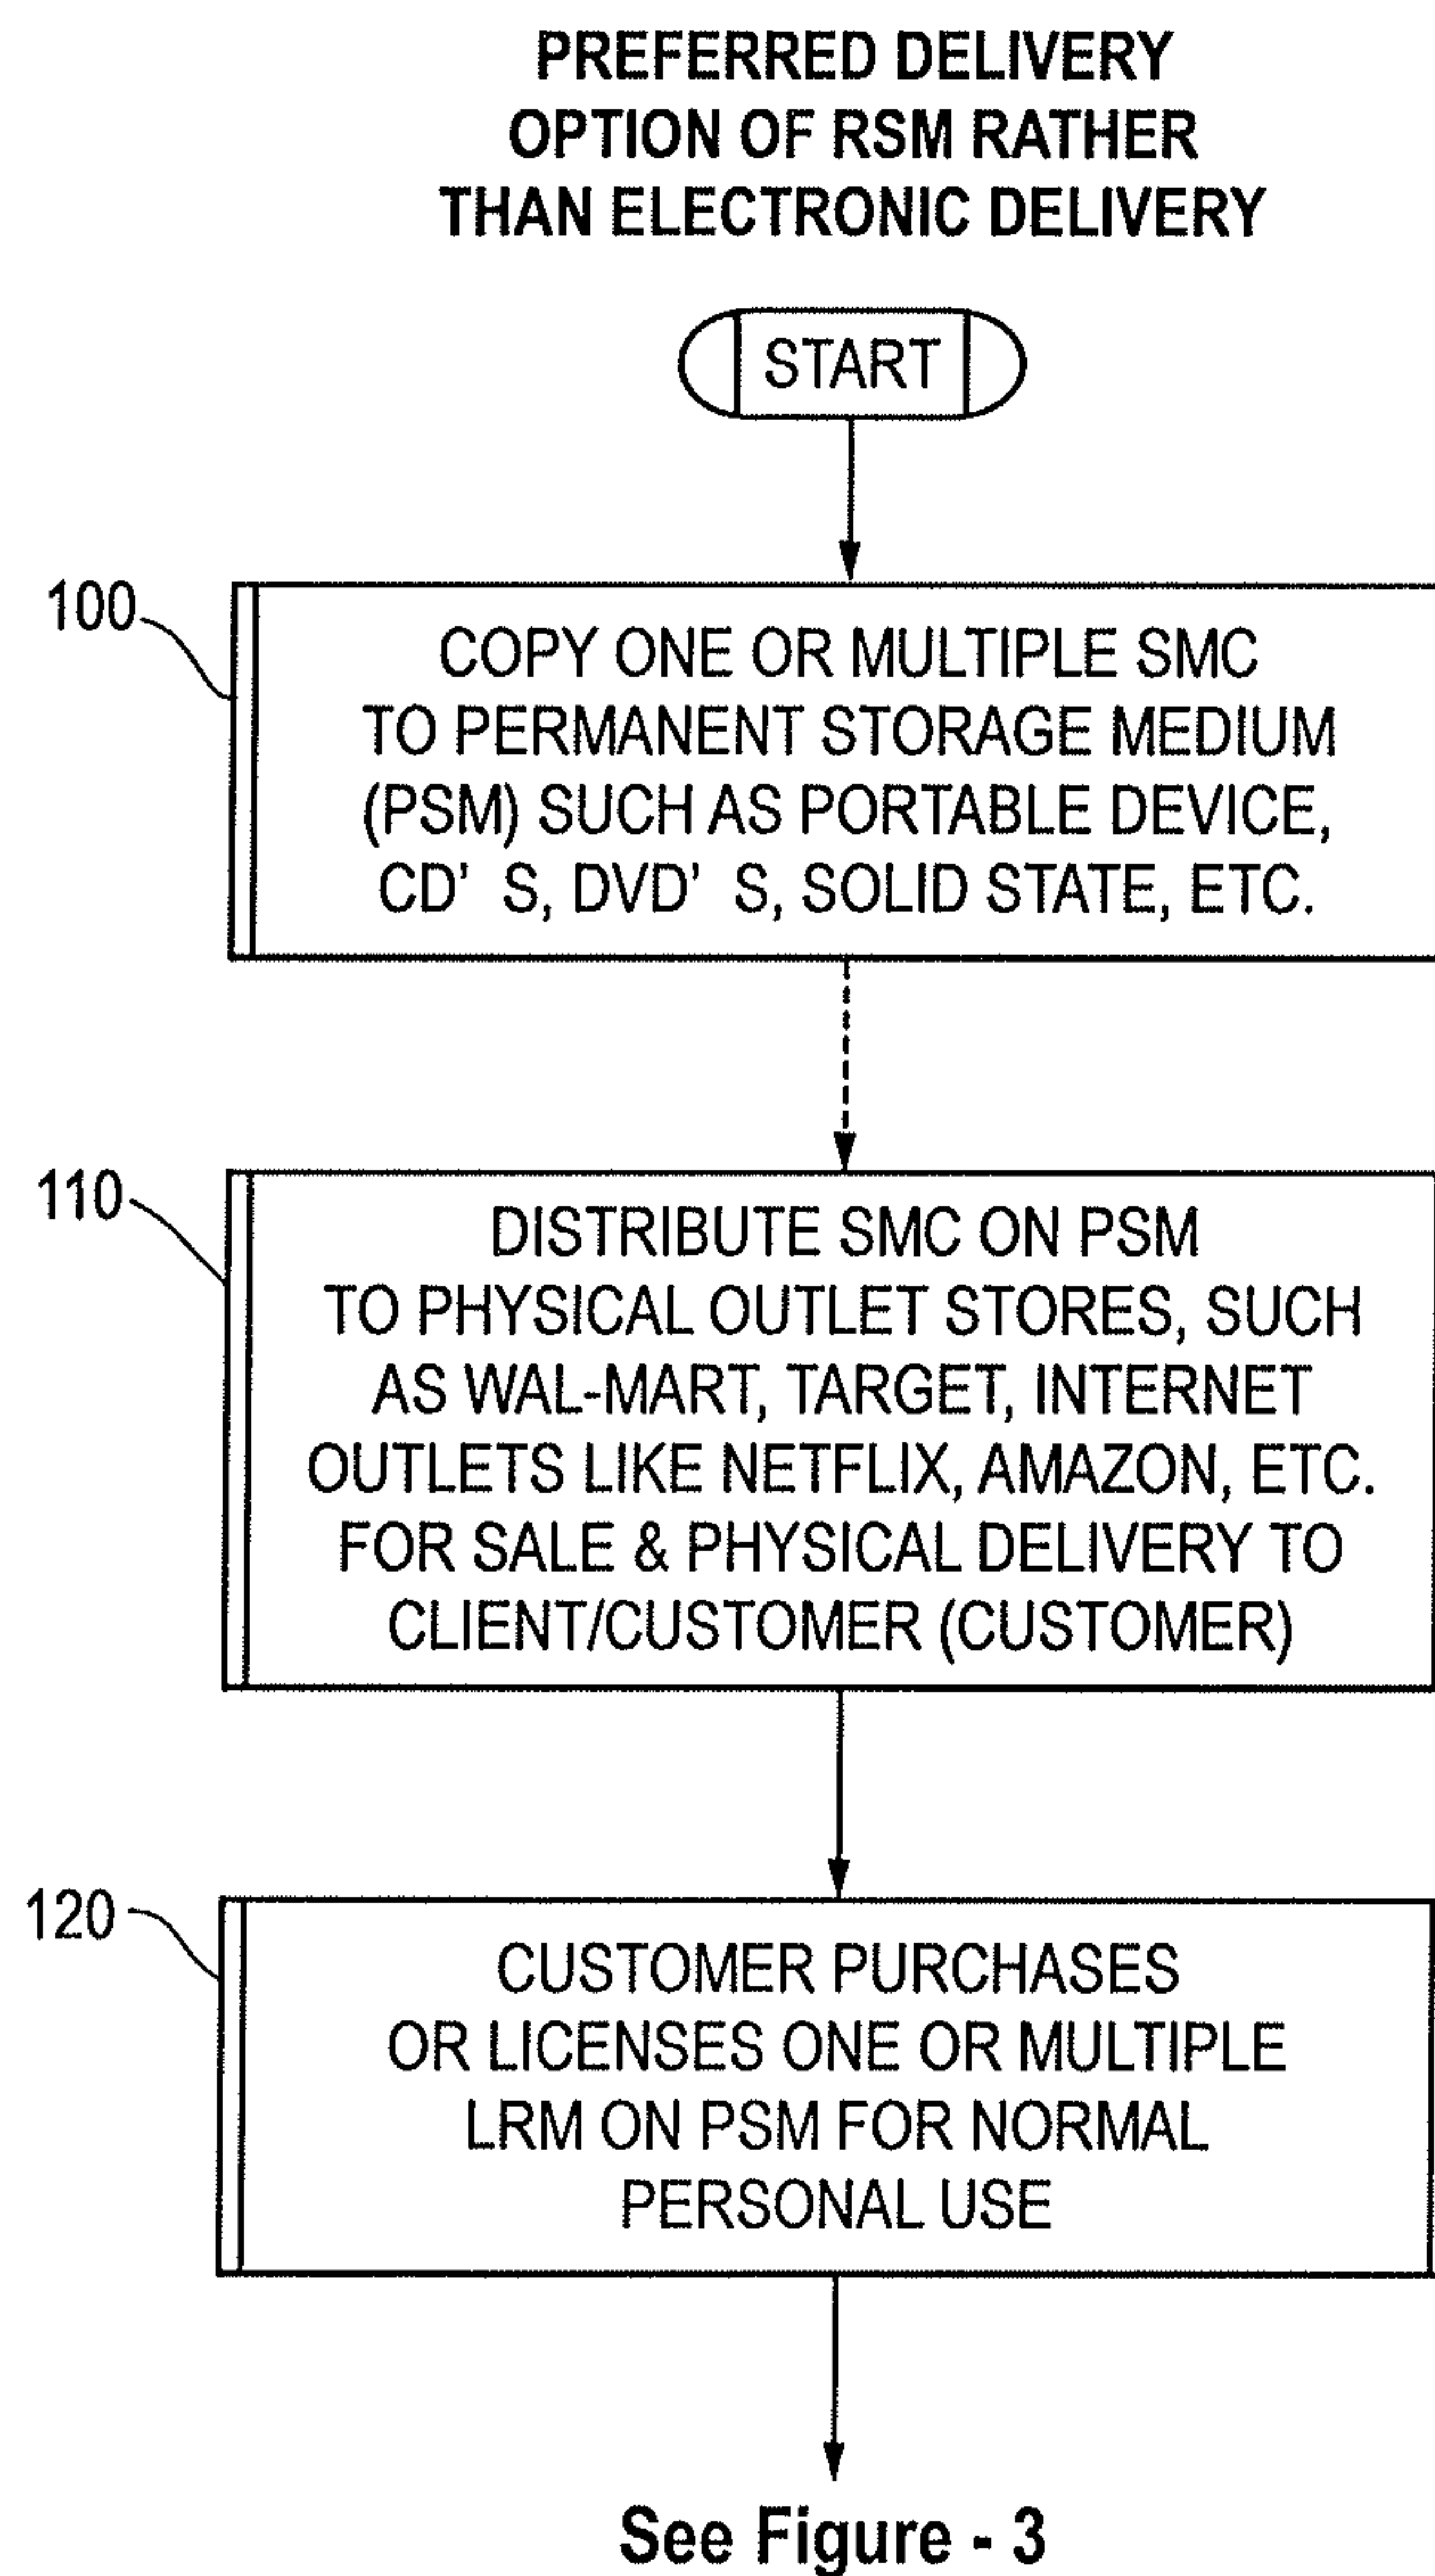 PREFERRED DELIVERY
OPTION OF RSM RATHER
THAN ELECTRONIC DELIVERY
START
100
COPY ONE OR MULTIPLE SMC
TO PERMANENT STORAGE MEDIUM
(PSM) SUCH AS PORTABLE DEVICE,
CD' S, DVD' S, SOLID STATE, ETC.
110
DISTRIBUTE SMC ON PSM
TO PHYSICAL OUTLET STORES, SUCH
AS WAL-MART, TARGET, INTERNET
OUTLETS LIKE NETFLIX, AMAZON, ETC.
FOR SALE & PHYSICAL DELIVERY TO
CLIENT/CUSTOMER (CUSTOMER)
120
CUSTOMER PURCHASES
OR LICENSES ONE OR MULTIPLE
LRM ON PSM FOR NORMAL
PERSONAL USE
See Figure - 3